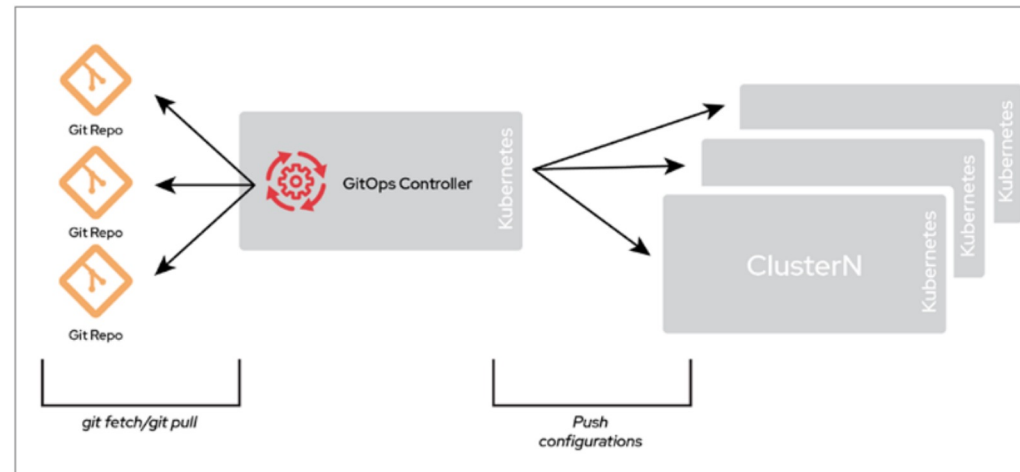 Git Repo
Git Repo
Git Repo
GitOps Controller
Kubernetes
Kubernetes
Kubernetes
ClusterN
Kubernetes
git fetch/git pull
Push
configurations